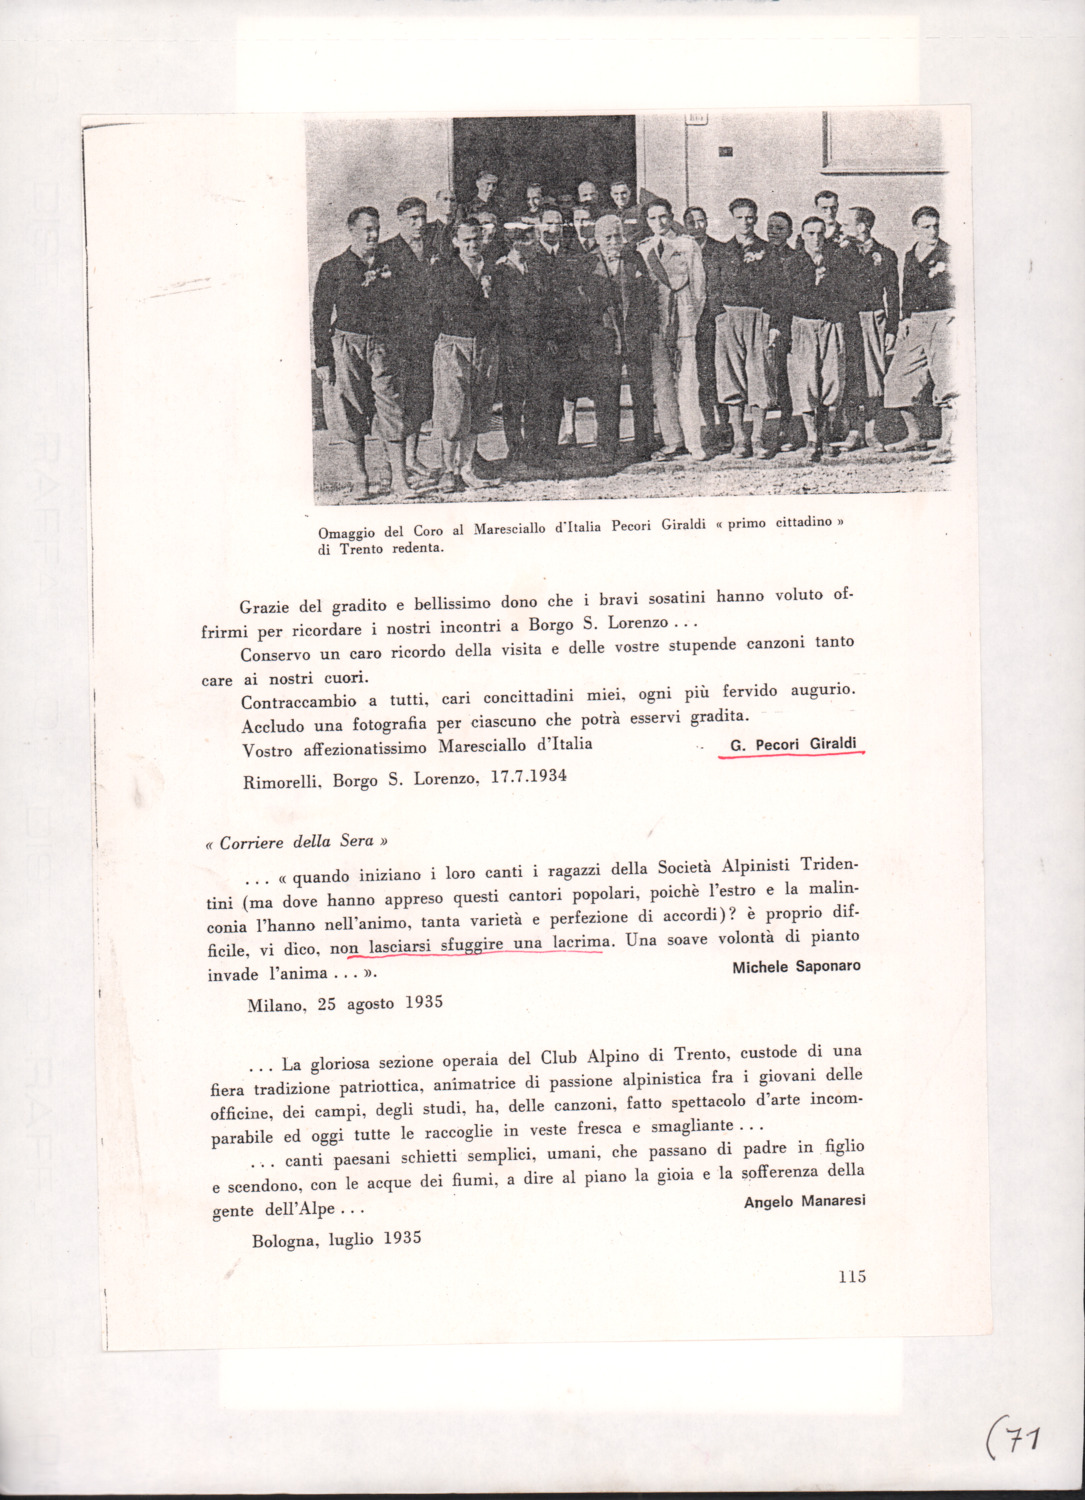 Omaggio del Coro al Maresciallo d'Italia Pecori Giraldi « primo cittadino »
di Trento redenta.
Grazie del gradito e bellissimo dono che i bravi sosatini hanno voluto of-
frirmi per ricordare i nostri incontri a Borgo S. Lorenzo . . .
Conservo un caro ricordo della visita e delle vostre stupende canzoni tanto
care ai nostri cuori.
Contraccambio a tutti, cari concittadini miei, ogni più fervido augurio.
Accludo una fotografia per ciascuno che potrà esservi gradita.
Vostro affezionatissimo Maresciallo d'Italia G. Pecori Giraldi
Rimorelli, Borgo S. Lorenzo, 17.7.1934
« Corriere della Sera »
. . . « quando iniziano i loro canti i ragazzi della Società Alpinisti Triden-
tini (ma dove hanno appreso questi cantori popolari, poichè l'estro e la malin-
conia l'hanno nell'animo, tanta varietà e perfezione di accordi)? è proprio dif-
ficile, vi dico, non lasciarsi sfuggire una lacrima. Una soave volontà di pianto
invade l'anima . . . ». Michele Saponaro
Milano, 25 agosto 1935
. . . La gloriosa sezione operaia del Club Alpino di Trento, custode di una
fiera tradizione patriottica, animatrice di passione alpinistica fra i giovani delle
officine, dei campi, degli studi, ha, delle canzoni, fatto spettacolo d'arte incom-
parabile ed oggi tutte le raccoglie in veste fresca e smagliante . . .
. . . canti paesani schietti semplici, umani, che passano di padre in figlio
e scendono, con le acque dei fiumi, a dire al piano la gioia e la sofferenza della
gente dell'Alpe . . . Angelo Manaresi
Bologna, luglio 1935
115
(71